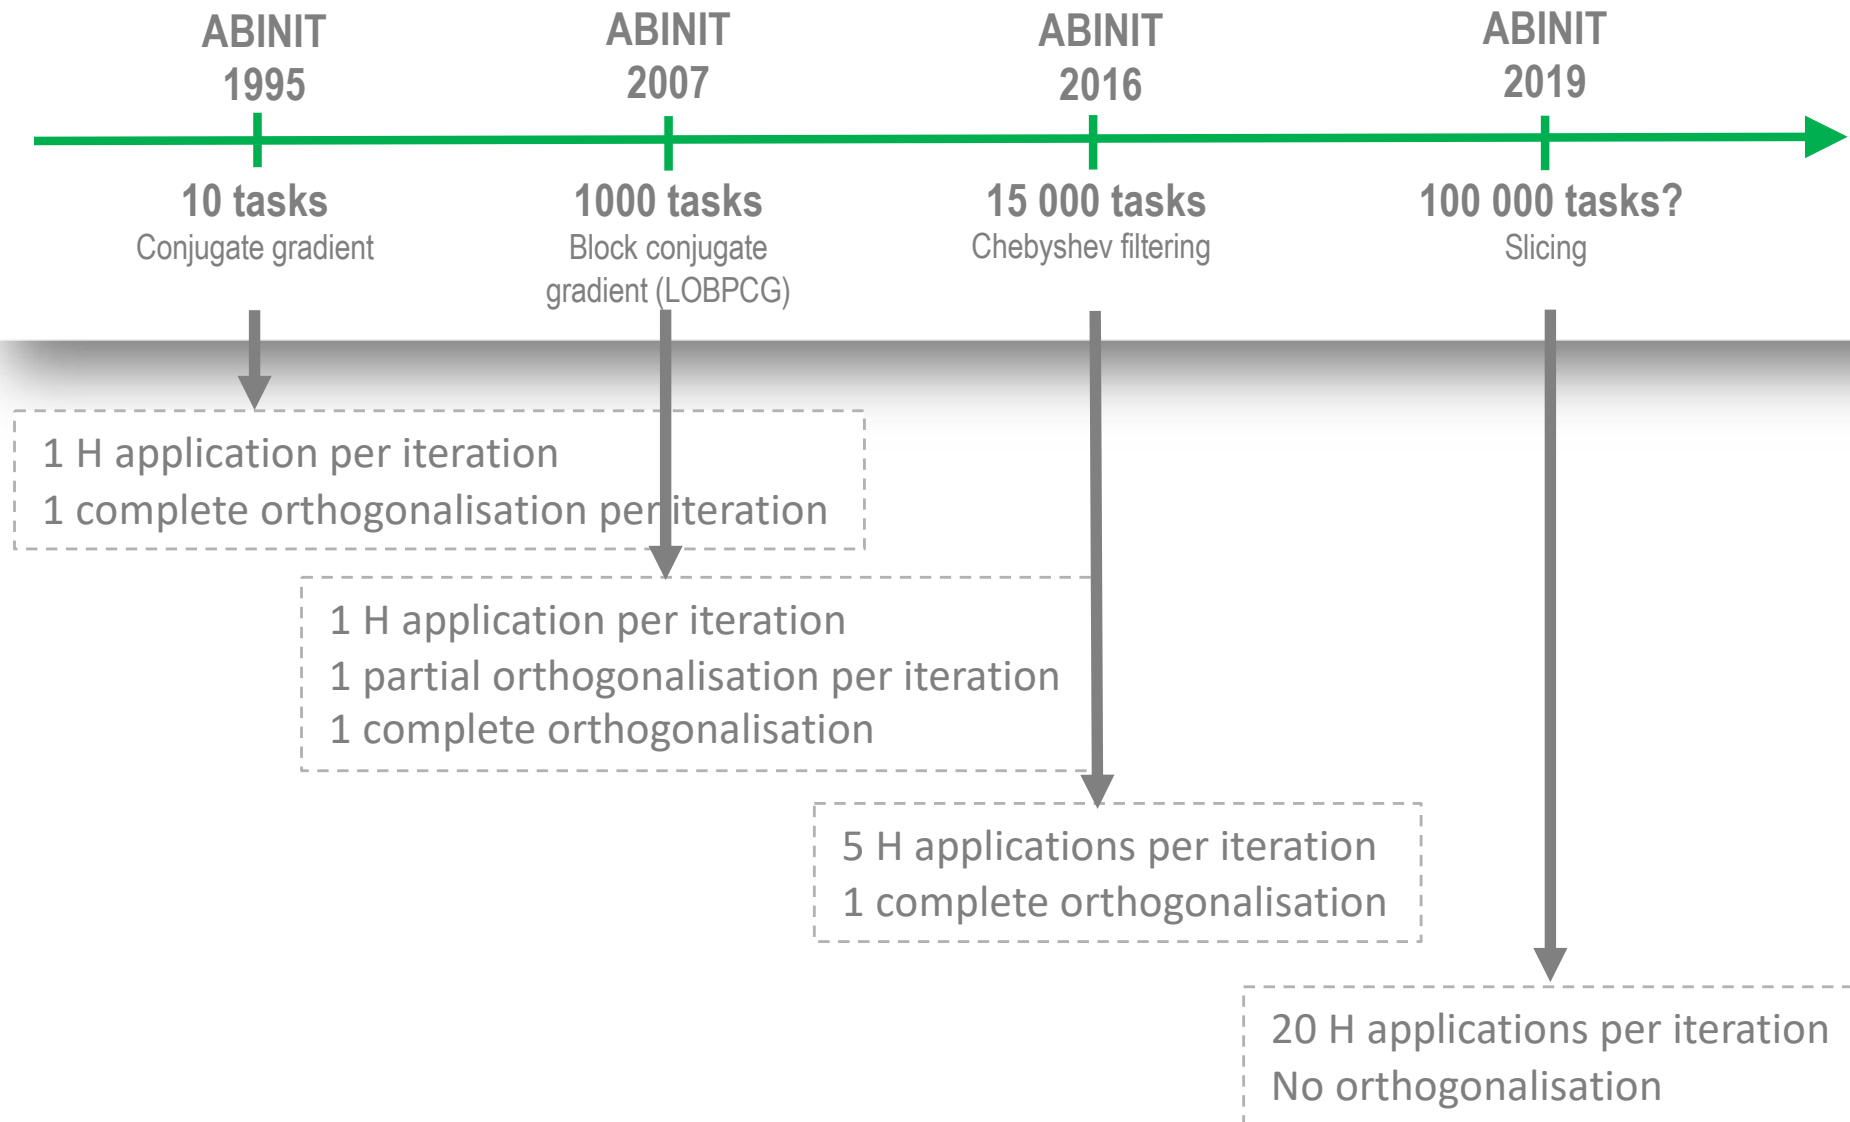 ABINIT
1995
ABINIT
2007
ABINIT
2016
ABINIT
2019
10 tasks
Conjugate gradient
1000 tasks
Block conjugate
gradient (LOBPCG)
15 000 tasks
Chebyshev filtering
100 000 tasks?
Slicing
1 H application per iteration
1 complete orthogonalisation per iteration
1 H application per iteration
1 partial orthogonalisation per iteration
1 complete orthogonalisation
5 H applications per iteration
1 complete orthogonalisation
20 H applications per iteration
No orthogonalisation